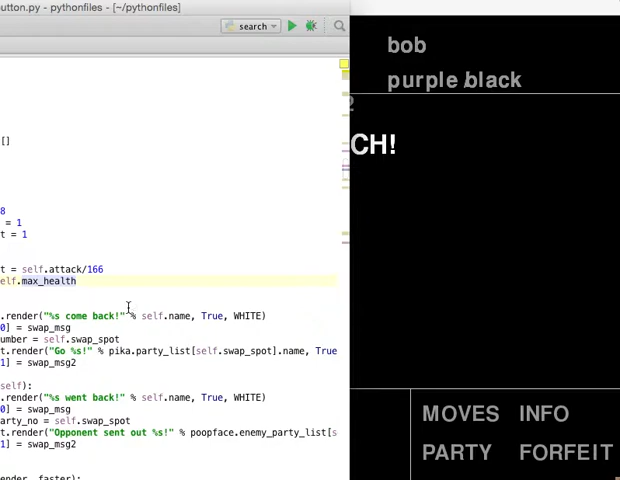 utton.py - pythonfiles - [~/pythonfiles]
search
[]
8
= 1
t = 1
t = self.attack/166
elf.max_health
.render("%s come back!" % self.name, True, WHITE)
0] = swap_msg
umber = self.swap_spot
t.render("Go %s!" % pika.party_list[self.swap_spot].name, True
1] = swap_msg2
self):
.render("%s went back!" % self.name, True, WHITE)
0] = swap_msg
arty_no = self.swap_spot
t.render("Opponent sent out %s!" % poopface.enemy_party_list[s
1] = swap_msg2
ender, faster):
bob
purple black
2
CH!
MOVES INFO
PARTY FORFEIT